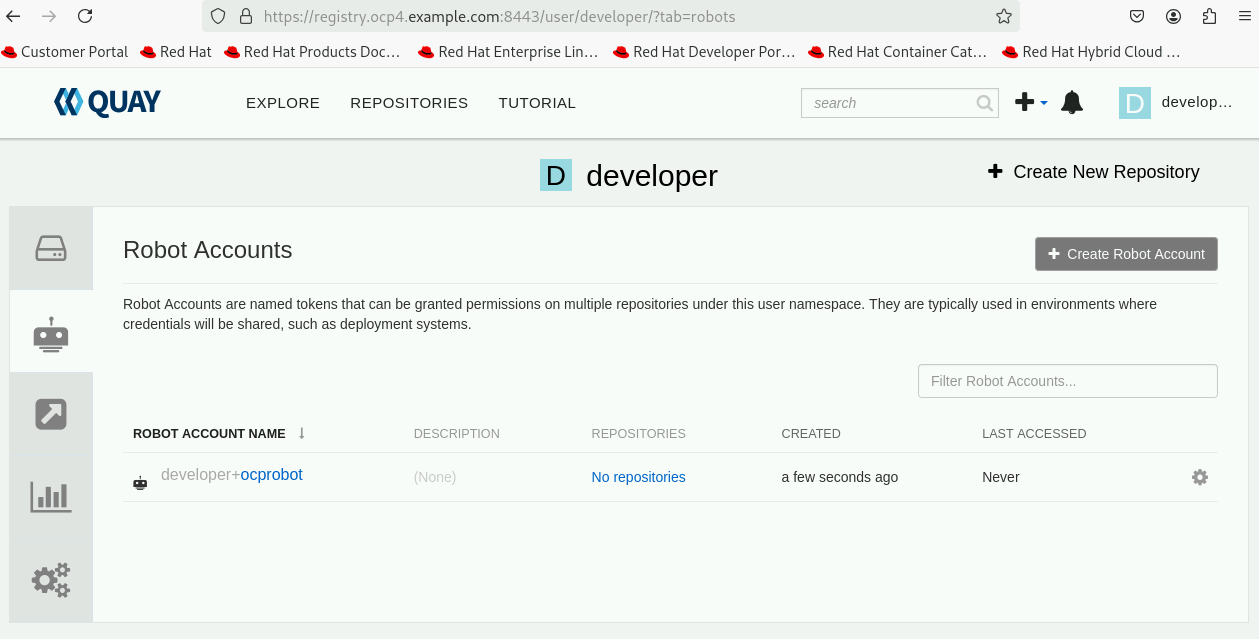 https://registry.ocp4.example.com:8443/user/developer/?tab=robots
Customer Portal Red Hat Red Hat Products Doc… Red Hat Enterprise Lin… Red Hat Developer Por… Red Hat Container Cat… Red Hat Hybrid Cloud …
QUAY EXPLORE REPOSITORIES TUTORIAL search D develop…
D developer Create New Repository
Robot Accounts Create Robot Account
Robot Accounts are named tokens that can be granted permissions on multiple repositories under this user namespace. They are typically used in environments where
credentials will be shared, such as deployment systems.
Filter Robot Accounts...
ROBOT ACCOUNT NAME DESCRIPTION REPOSITORIES CREATED LAST ACCESSED
developer+ocprobot (None) No repositories a few seconds ago Never